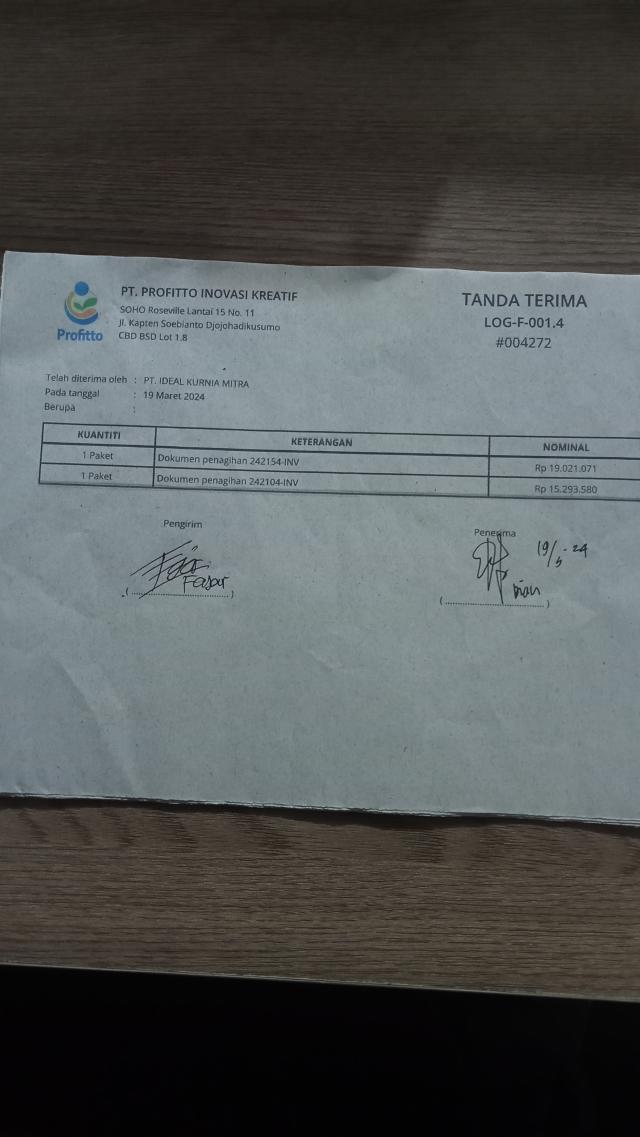 PT. PROFITTO INOVASI KREATIF
SOHO Roseville Lantai 15 No. 11
Jl. Kapten Soebianto Djojohadikusumo
CBD BSD Lot 1.8
Profitto
TANDA TERIMA
LOG-F-001.4
#004272
Telah diterima oleh : PT. IDEAL KURNIA MITRA
Pada tanggal : 19 Maret 2024
Berupa :
KUANTITI KETERANGAN NOMINAL
1 Paket Dokumen penagihan 242154-INV Rp 19.021.071
1 Paket Dokumen penagihan 242104-INV Rp 15.293.580
Pengirim Penerima
19/3-24
Fajar
(........................) (........................)